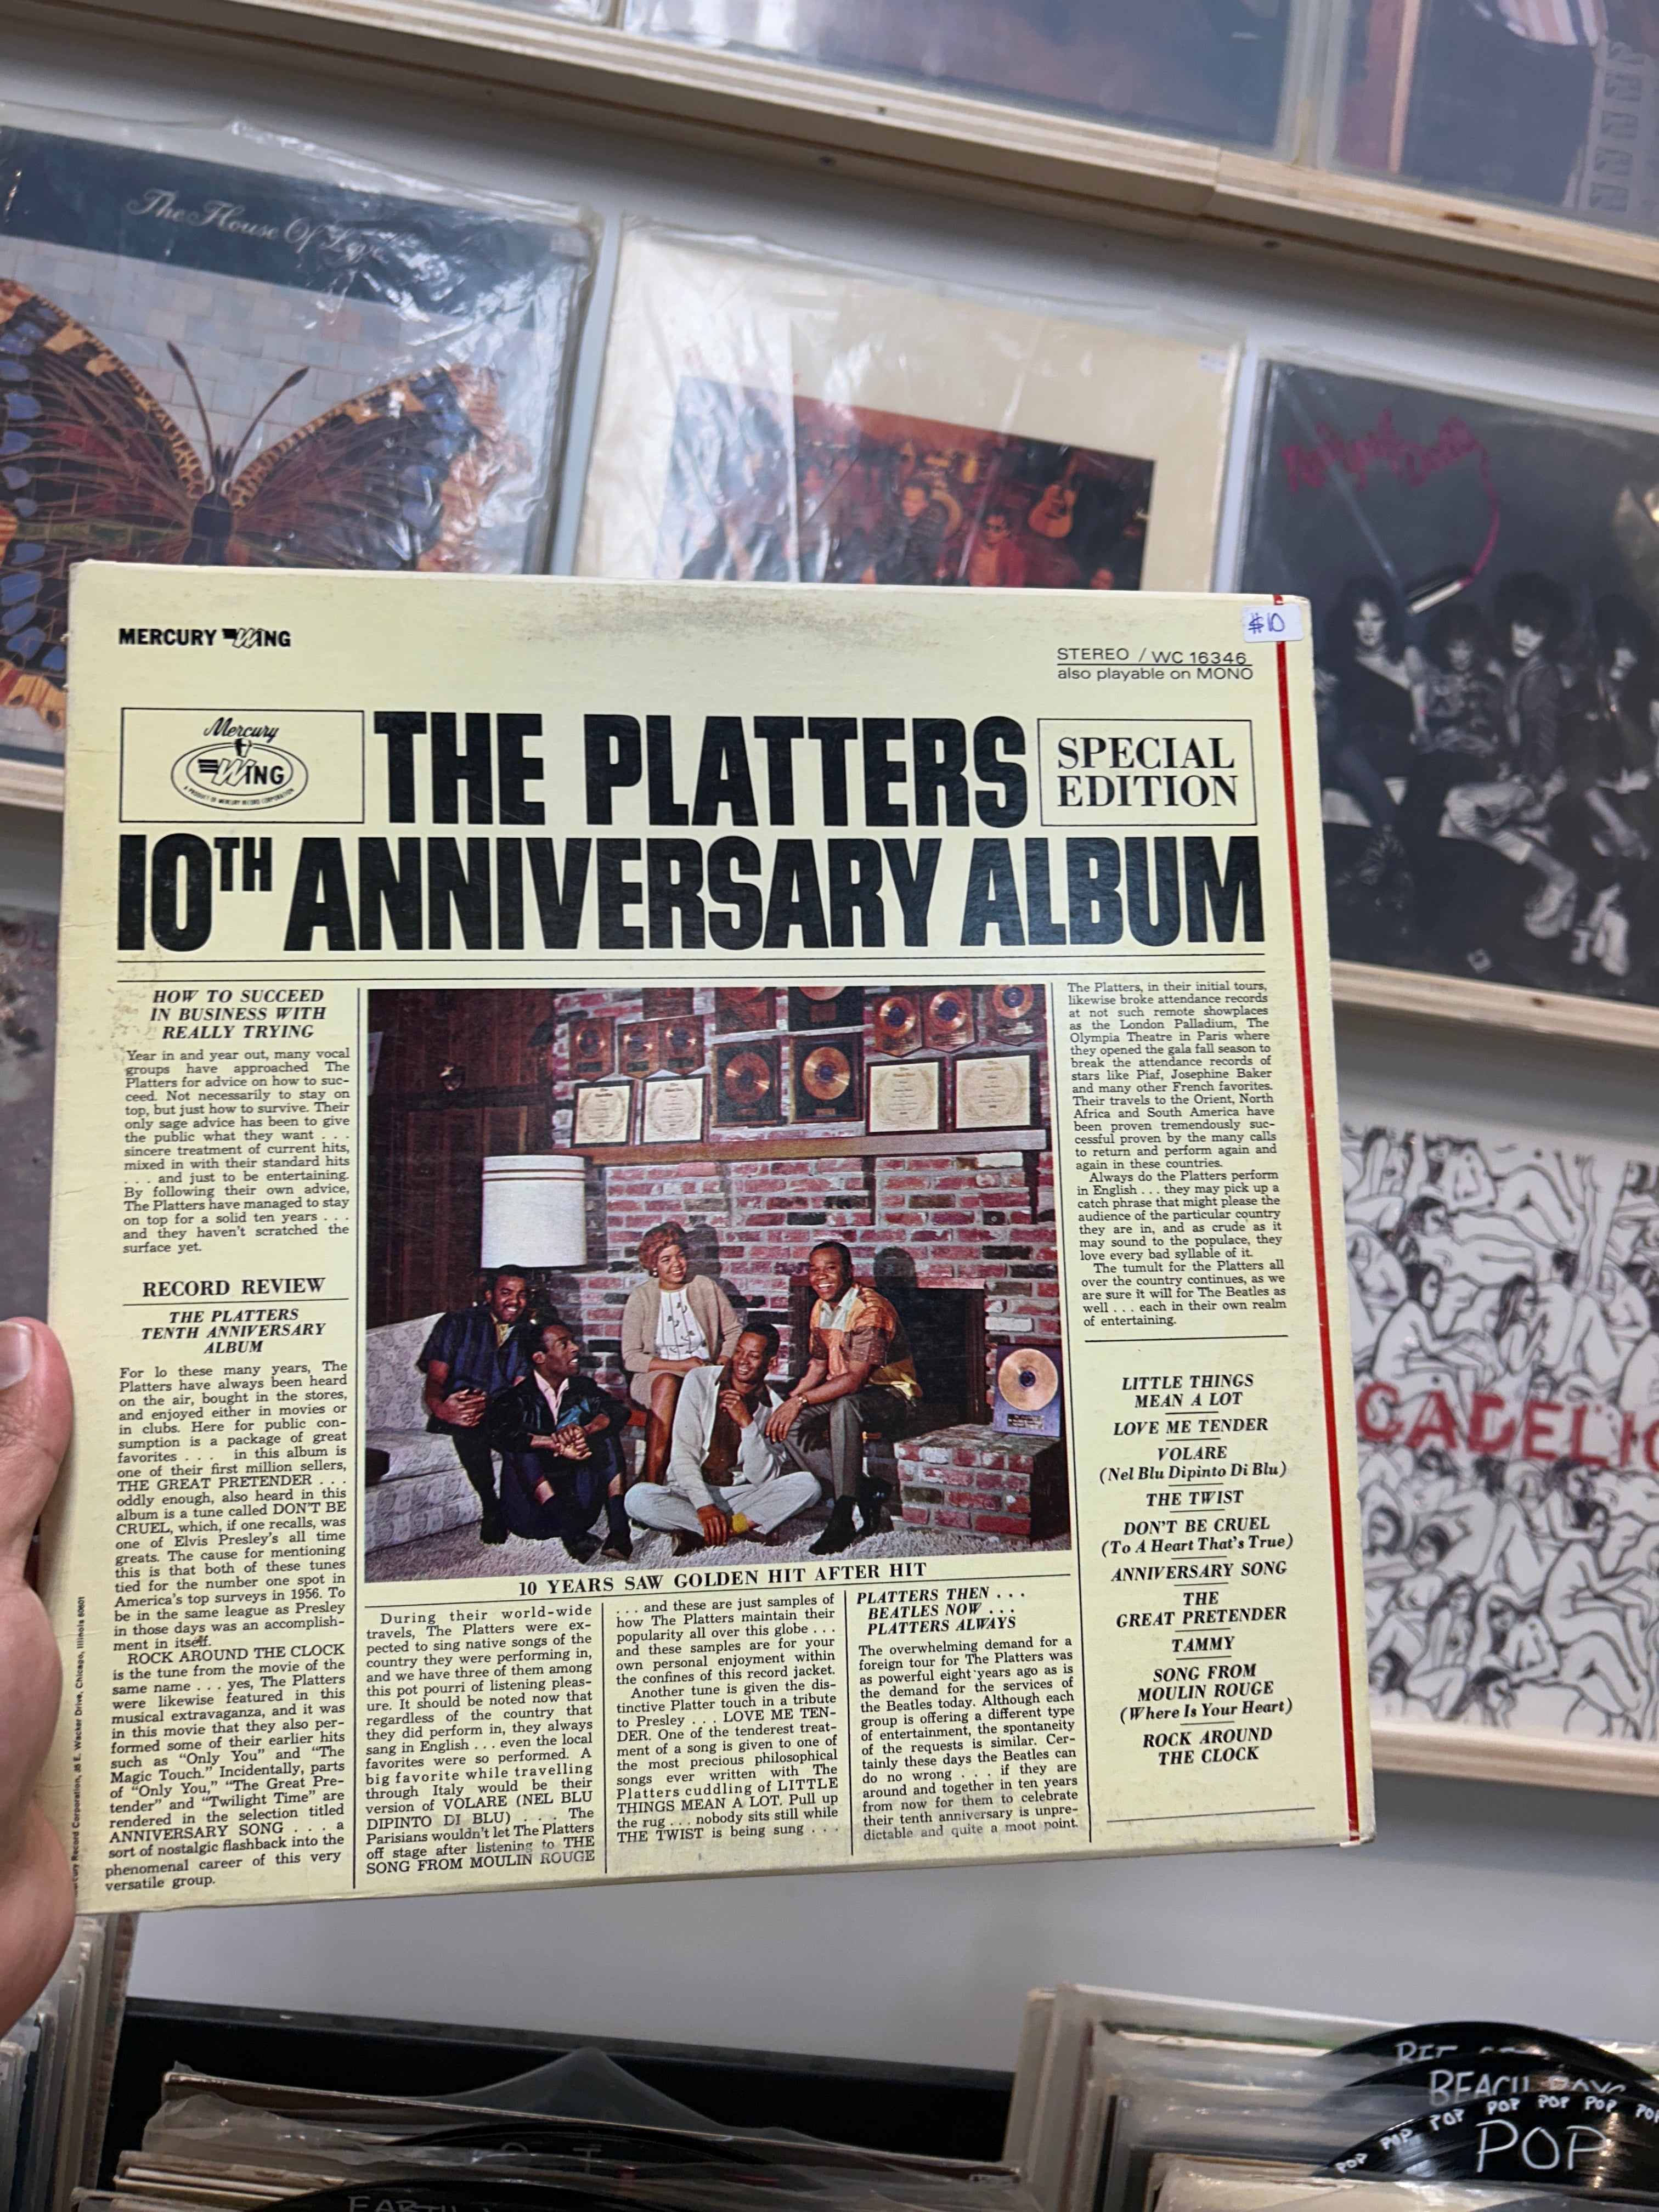 The House Of Love
$10
MERCURY WING
STEREO / WC 16346
also playable on MONO
Mercury
WING
A PRODUCT OF MERCURY RECORD CORPORATION
THE PLATTERS
SPECIAL
EDITION
10TH ANNIVERSARY ALBUM
HOW TO SUCCEED
IN BUSINESS WITH
REALLY TRYING
Year in and year out, many vocal
groups have approached The
Platters for advice on how to suc-
ceed. Not necessarily to stay on
top, but just how to survive. Their
only sage advice has been to give
the public what they want . . .
sincere treatment of current hits,
mixed in with their standard hits
. . . and just to be entertaining.
By following their own advice,
The Platters have managed to stay
on top for a solid ten years . . .
and they haven't scratched the
surface yet.
RECORD REVIEW
THE PLATTERS
TENTH ANNIVERSARY
ALBUM
For lo these many years, The
Platters have always been heard
on the air, bought in the stores,
and enjoyed either in movies or
in clubs. Here for public con-
sumption is a package of great
favorites . . . in this album is
one of their first million sellers,
THE GREAT PRETENDER . . .
oddly enough, also heard in this
album is a tune called DON'T BE
CRUEL, which, if one recalls, was
one of Elvis Presley's all time
greats. The cause for mentioning
this is that both of these tunes
tied for the number one spot in
America's top surveys in 1956. To
be in the same league as Presley
in those days was an accomplish-
ment in itself.
ROCK AROUND THE CLOCK
is the tune from the movie of the
same name . . . yes, The Platters
were likewise featured in this
musical extravaganza, and it was
in this movie that they also per-
formed some of their earlier hits
such as "Only You" and "The
Magic Touch." Incidentally, parts
of "Only You," "The Great Pre-
tender" and "Twilight Time" are
rendered in the selection titled
ANNIVERSARY SONG . . . a
sort of nostalgic flashback into the
phenomenal career of this very
versatile group.
Mercury Record Corporation, 35 E. Wacker Drive, Chicago, Illinois 60601
10 YEARS SAW GOLDEN HIT AFTER HIT
During their world-wide
travels, The Platters were ex-
pected to sing native songs of the
country they were performing in,
and we have three of them among
this pot pourri of listening pleas-
ure. It should be noted now that
regardless of the country that
they did perform in, they always
sang in English . . . even the local
favorites were so performed. A
big favorite while travelling
through Italy would be their
version of VOLARE (NEL BLU
DIPINTO DI BLU) . . . . The
Parisians wouldn't let The Platters
off stage after listening to THE
SONG FROM MOULIN ROUGE
. . . and these are just samples of
how The Platters maintain their
popularity all over this globe . . .
and these samples are for your
own personal enjoyment within
the confines of this record jacket.
Another tune is given the dis-
tinctive Platter touch in a tribute
to Presley . . . LOVE ME TEN-
DER. One of the tenderest treat-
ment of a song is given to one of
the most precious philosophical
songs ever written with The
Platters cuddling of LITTLE
THINGS MEAN A LOT. Pull up
the rug . . . nobody sits still while
THE TWIST is being sung . . .
PLATTERS THEN . . .
BEATLES NOW . . .
PLATTERS ALWAYS
The overwhelming demand for a
foreign tour for The Platters was
as powerful eight years ago as is
the demand for the services of
the Beatles today. Although each
group is offering a different type
of entertainment, the spontaneity
of the requests is similar. Cer-
tainly these days the Beatles can
do no wrong . . . . if they are
around and together in ten years
from now for them to celebrate
their tenth anniversary is unpre-
dictable and quite a moot point.
The Platters, in their initial tours,
likewise broke attendance records
at not such remote showplaces
as the London Palladium, The
Olympia Theatre in Paris where
they opened the gala fall season to
break the attendance records of
stars like Piaf, Josephine Baker
and many other French favorites.
Their travels to the Orient, North
Africa and South America have
been proven tremendously suc-
cessful proven by the many calls
to return and perform again and
again in these countries.
Always do the Platters perform
in English . . . they may pick up a
catch phrase that might please the
audience of the particular country
they are in, and as crude as it
may sound to the populace, they
love every bad syllable of it.
The tumult for the Platters all
over the country continues, as we
are sure it will for The Beatles as
well . . . each in their own realm
of entertaining.
LITTLE THINGS
MEAN A LOT
LOVE ME TENDER
VOLARE
(Nel Blu Dipinto Di Blu)
THE TWIST
DON'T BE CRUEL
(To A Heart That's True)
ANNIVERSARY SONG
THE
GREAT PRETENDER
TAMMY
SONG FROM
MOULIN ROUGE
(Where Is Your Heart)
ROCK AROUND
THE CLOCK
CADELIC
BEACH BOYS
POP POP POP POP POP POP
POP
EARTH